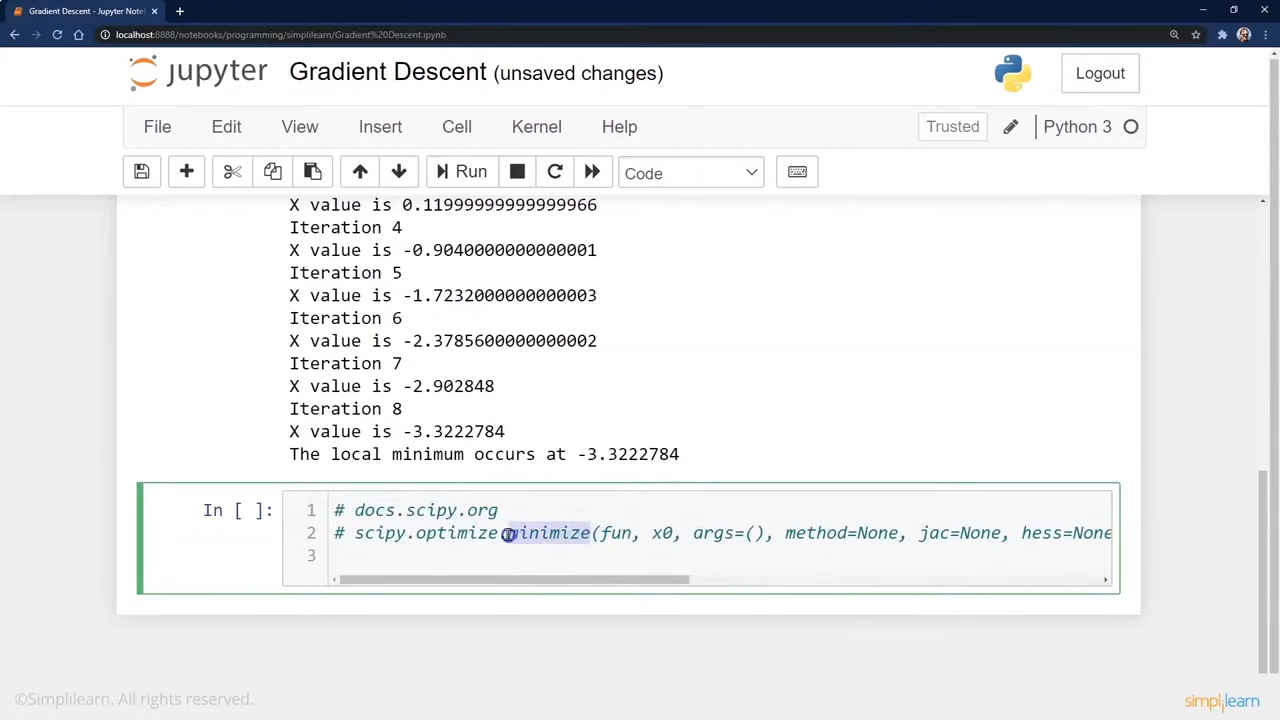 Gradient Descent - Jupyter Note
localhost:8888/notebooks/programming/simplilearn/Gradient%20Descent.ipynb
jupyter Gradient Descent (unsaved changes) Logout
File Edit View Insert Cell Kernel Help Trusted Python 3
Run Code
X value is 0.11999999999999966
Iteration 4
X value is -0.9040000000000001
Iteration 5
X value is -1.7232000000000003
Iteration 6
X value is -2.3785600000000002
Iteration 7
X value is -2.902848
Iteration 8
X value is -3.3222784
The local minimum occurs at -3.3222784
In [ ]: 1 # docs.scipy.org
2 # scipy.optimize.minimize(fun, x0, args=(), method=None, jac=None, hess=None
3
©Simplilearn. All rights reserved.
simplilearn